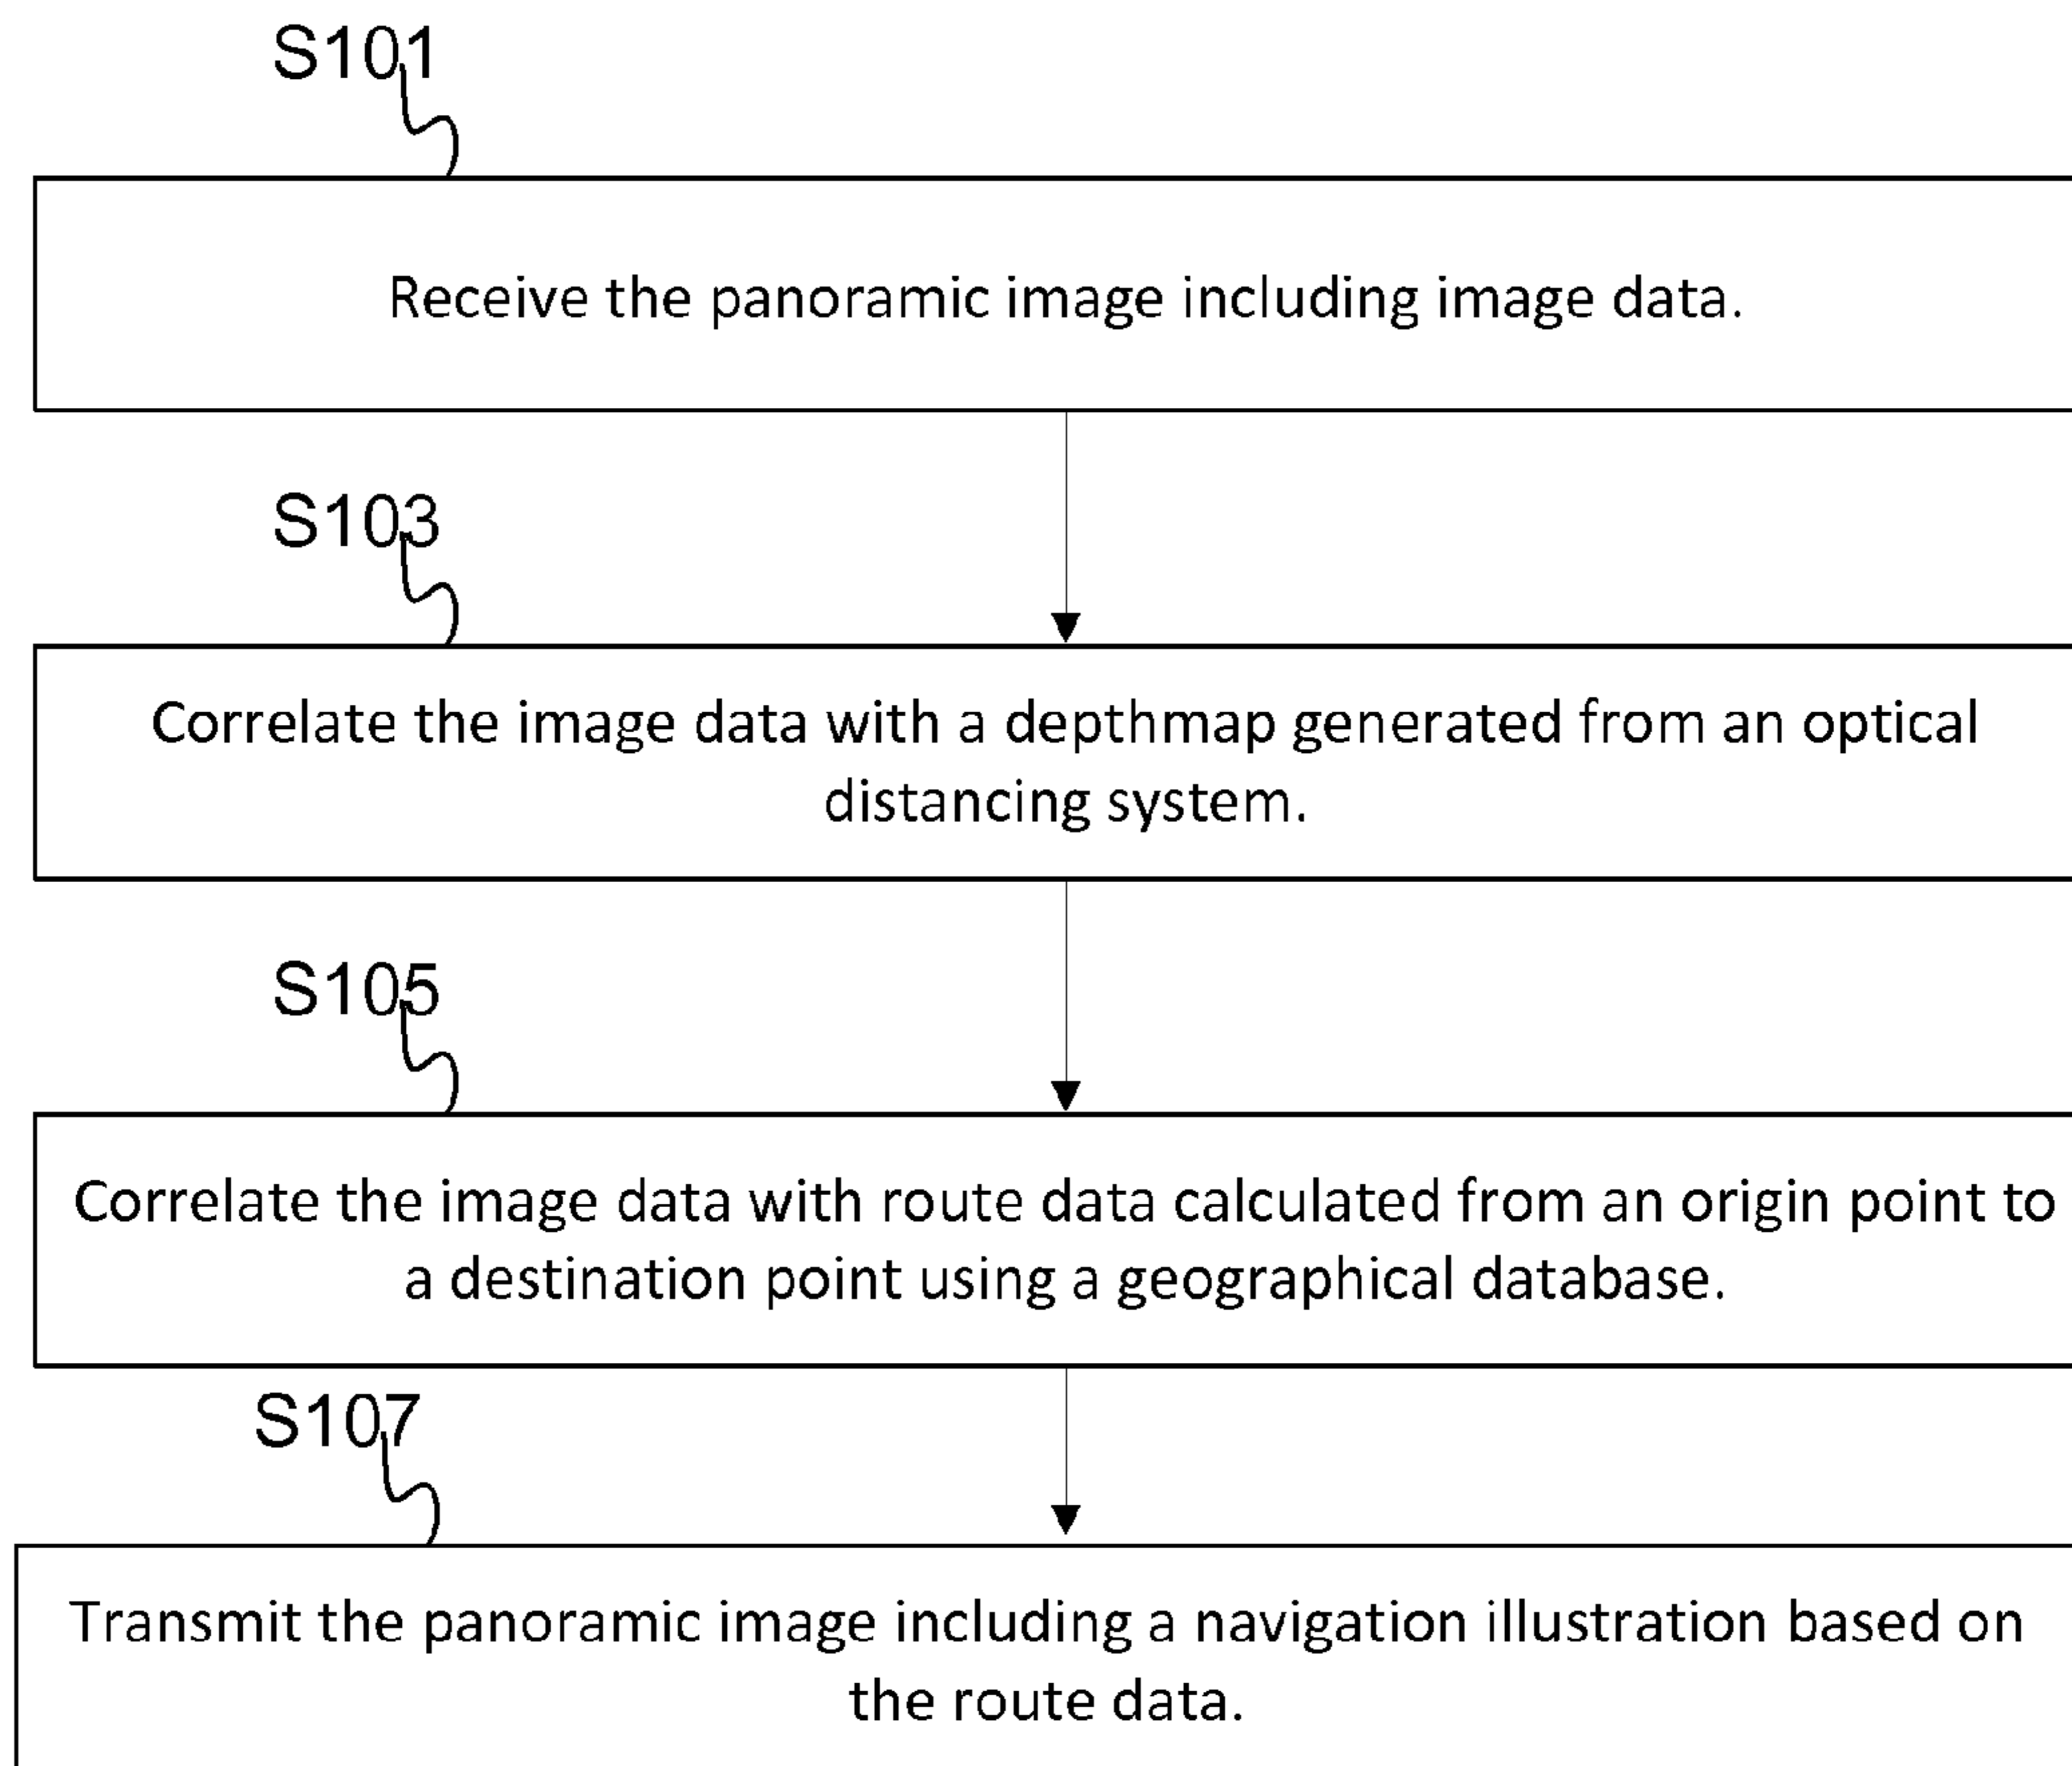 S101
Receive the panoramic image including image data.
S103
Correlate the image data with a depthmap generated from an optical
distancing system.
S105
Correlate the image data with route data calculated from an origin point to
a destination point using a geographical database.
S107
Transmit the panoramic image including a navigation illustration based on
the route data.